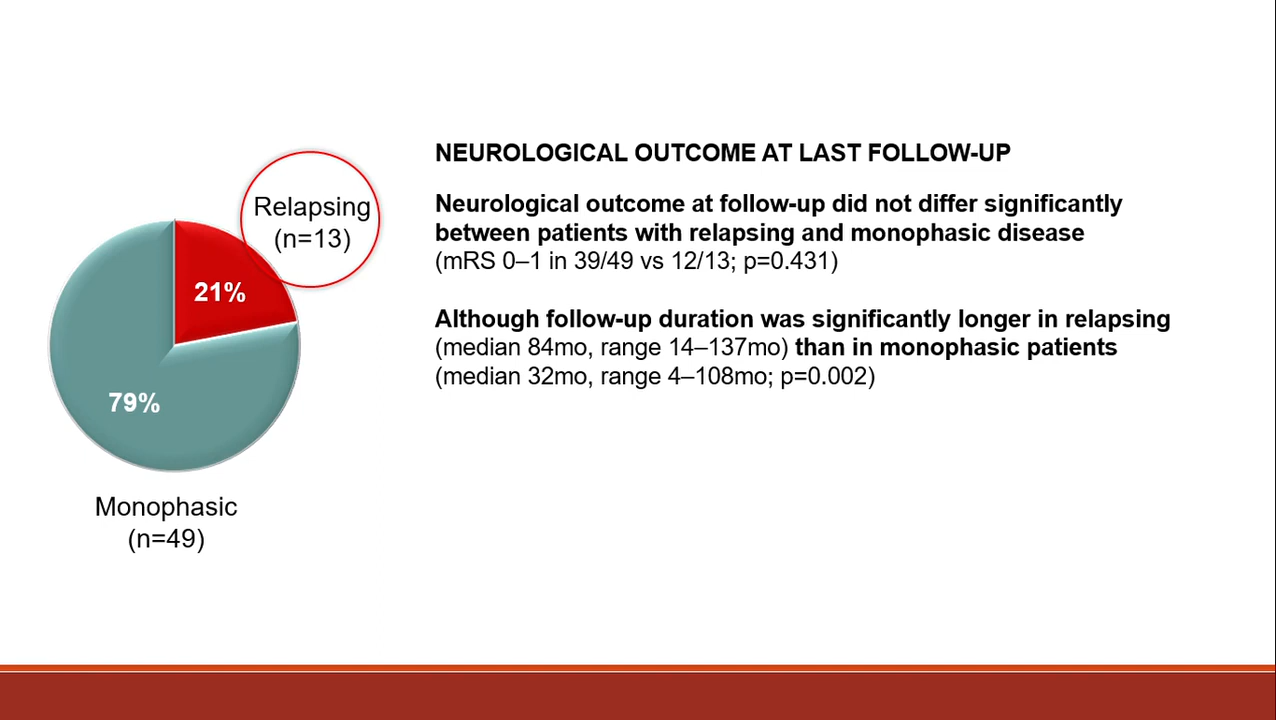 NEUROLOGICAL OUTCOME AT LAST FOLLOW-UP
Neurological outcome at follow-up did not differ significantly
between patients with relapsing and monophasic disease
(mRS 0–1 in 39/49 vs 12/13; p=0.431)
Although follow-up duration was significantly longer in relapsing
(median 84mo, range 14–137mo) than in monophasic patients
(median 32mo, range 4–108mo; p=0.002)
Relapsing
(n=13)
21%
79%
Monophasic
(n=49)